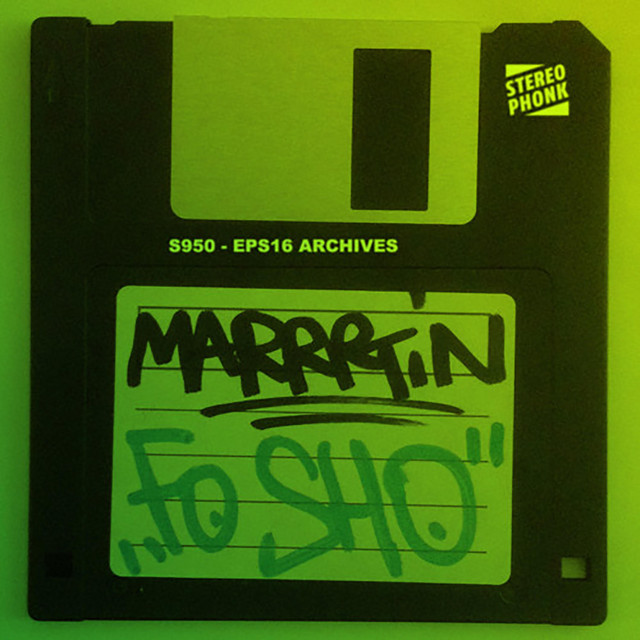 STEREO
PHONK
S950 - EPS16 ARCHIVES
MARRRTiN
„Fo SHO"